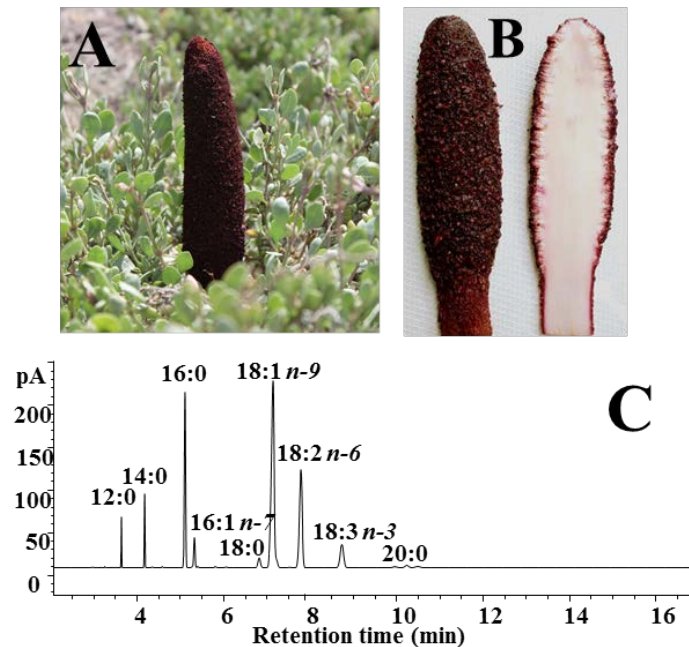 A
B
C
pA
200
150
100
50
0
12:0
14:0
16:0
16:1 n-7
18:0
18:1 n-9
18:2 n-6
18:3 n-3
20:0
4 6 8 10 12 14 16
Retention time (min)